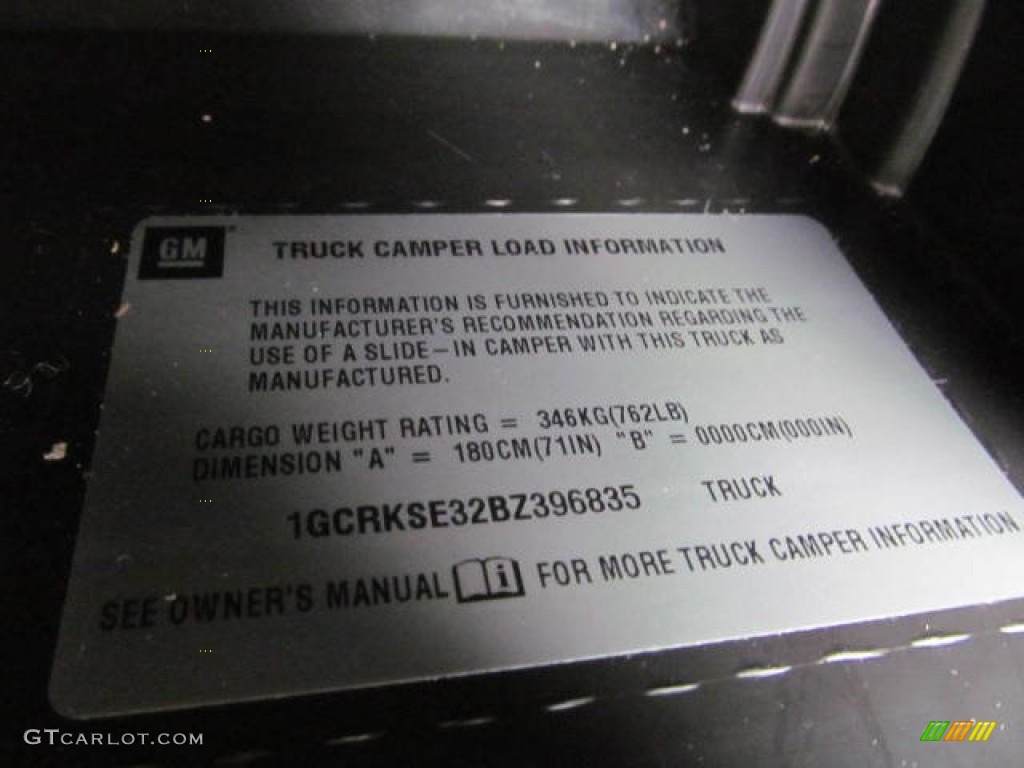 GM
TRUCK CAMPER LOAD INFORMATION
THIS INFORMATION IS FURNISHED TO INDICATE THE
MANUFACTURER'S RECOMMENDATION REGARDING THE
USE OF A SLIDE-IN CAMPER WITH THIS TRUCK AS
MANUFACTURED.
CARGO WEIGHT RATING = 346KG(762LB)
DIMENSION "A" = 180CM(71IN) "B" = 0000CM(000IN)
1GCRKSE32BZ396835 TRUCK
SEE OWNER'S MANUAL i FOR MORE TRUCK CAMPER INFORMATION
GTCARLOT.COM